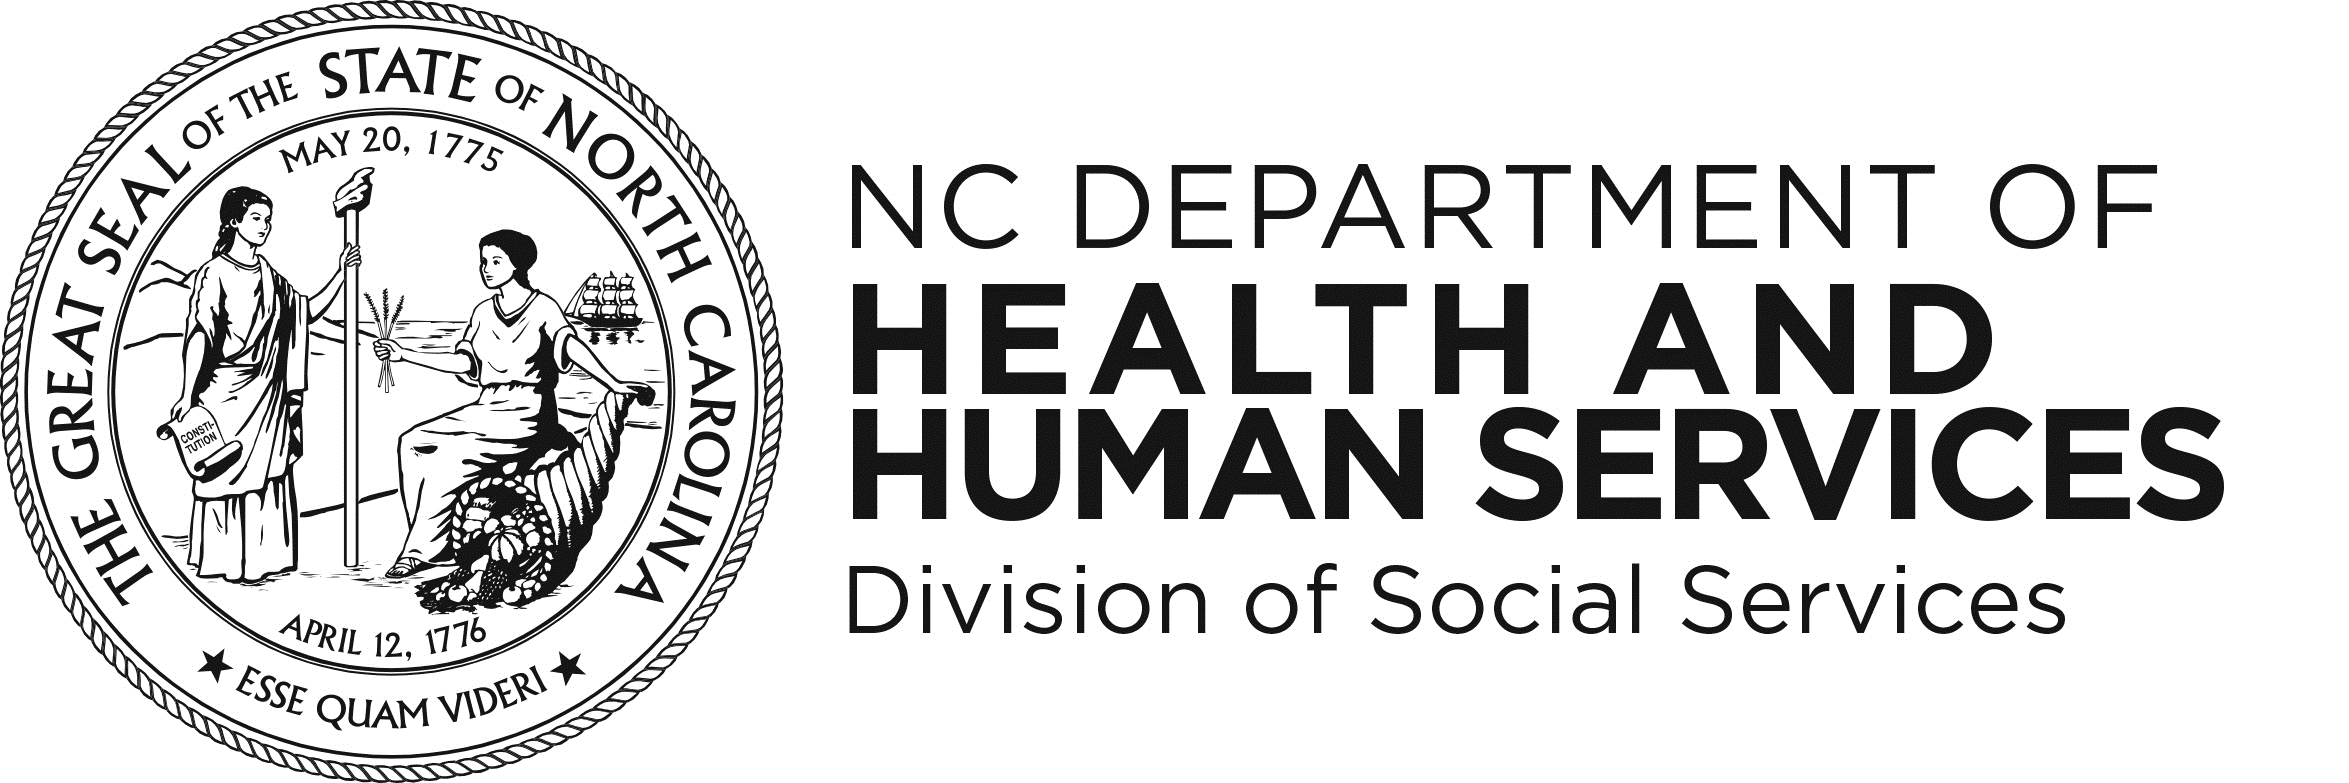 THE GREAT SEAL OF THE STATE OF NORTH CAROLINA
MAY 20, 1775
CONSTI-
TUTION
APRIL 12, 1776
★ ESSE QUAM VIDERI ★
NC DEPARTMENT OF
HEALTH AND
HUMAN SERVICES
Division of Social Services